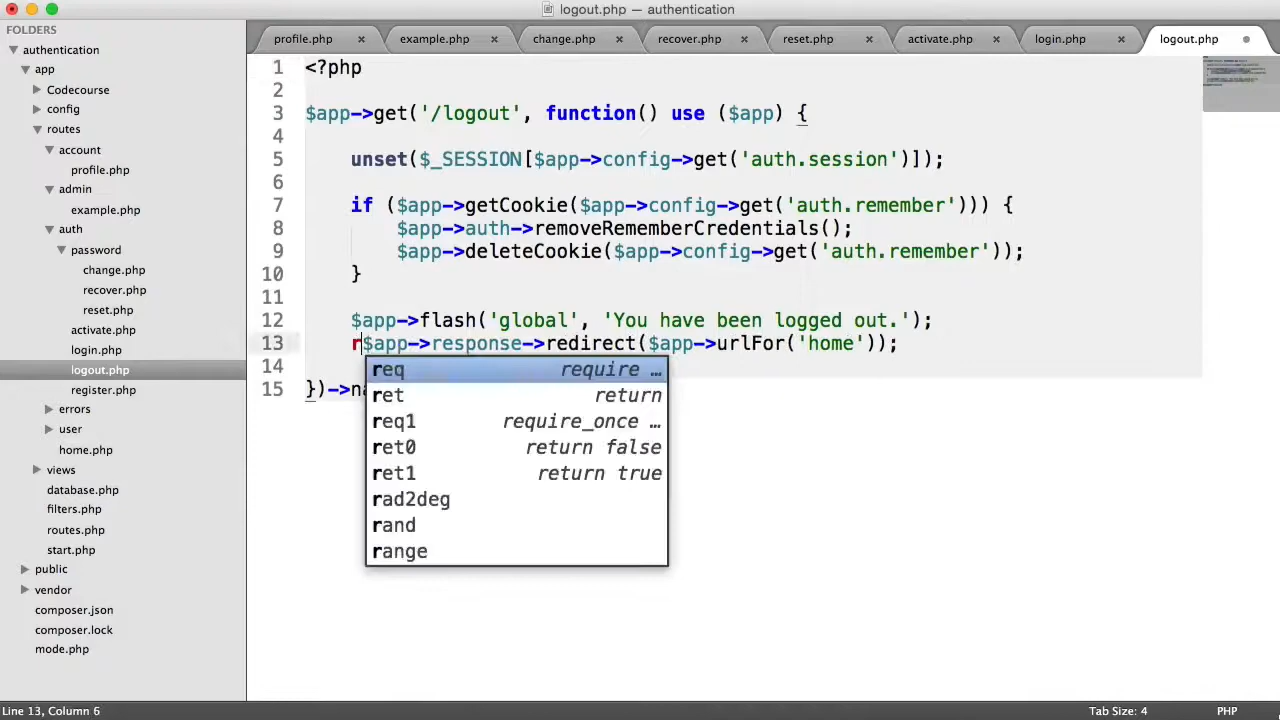 logout.php — authentication
FOLDERS
authentication
app
Codecourse
config
routes
account
profile.php
admin
example.php
auth
password
change.php
recover.php
reset.php
activate.php
login.php
logout.php
register.php
errors
user
home.php
views
database.php
filters.php
routes.php
start.php
public
vendor
composer.json
composer.lock
mode.php
profile.php × example.php × change.php × recover.php × reset.php × activate.php × login.php × logout.php
1 <?php
2
3 $app->get('/logout', function() use ($app) {
4
5 unset($_SESSION[$app->config->get('auth.session')]);
6
7 if ($app->getCookie($app->config->get('auth.remember'))) {
8 $app->auth->removeRememberCredentials();
9 $app->deleteCookie($app->config->get('auth.remember'));
10 }
11
12 $app->flash('global', 'You have been logged out.');
13 r$app->response->redirect($app->urlFor('home'));
14
15 })->na
req require …
ret return
req1 require_once …
ret0 return false
ret1 return true
rad2deg
rand
range
Line 13, Column 6 Tab Size: 4 PHP